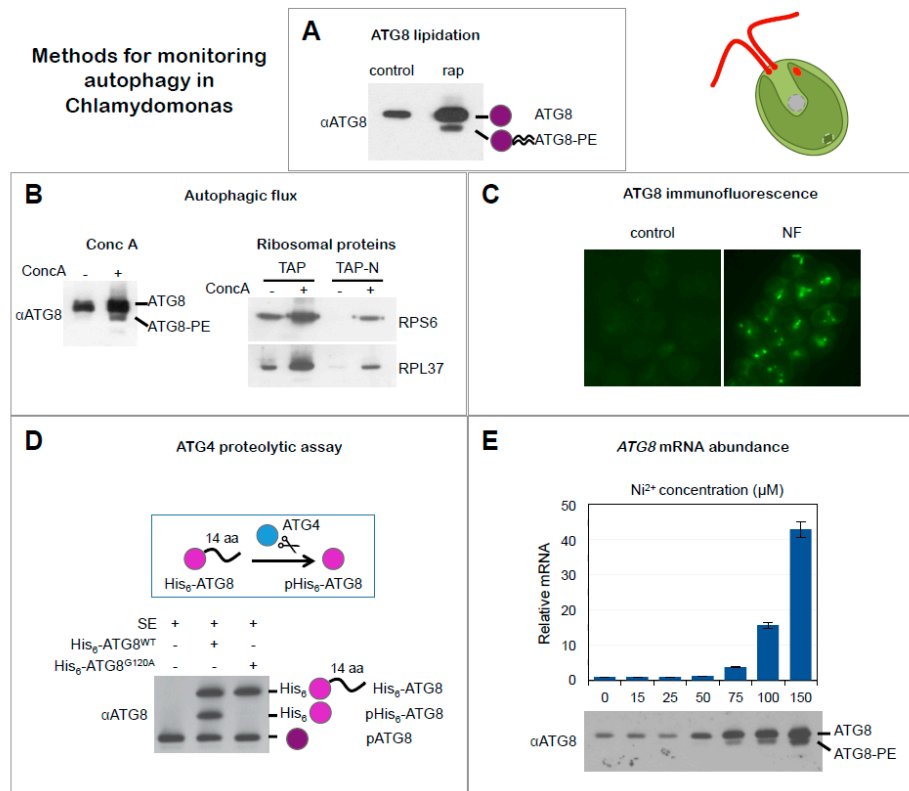 Methods for monitoring
autophagy in
Chlamydomonas
A
ATG8 lipidation
control rap
αATG8
ATG8
ATG8-PE
B
Autophagic flux
Conc A
ConcA - +
αATG8
ATG8
ATG8-PE
Ribosomal proteins
TAP TAP-N
ConcA - + - +
RPS6
RPL37
C
ATG8 immunofluorescence
control NF
D
ATG4 proteolytic assay
14 aa
ATG4
His₆-ATG8 pHis₆-ATG8
SE + + +
His₆-ATG8ᵂᵀ - + -
His₆-ATG8ᴳ¹²⁰ᴬ - - +
14 aa
αATG8
His₆ His₆-ATG8
His₆ pHis₆-ATG8
pATG8
E
ATG8 mRNA abundance
Ni²⁺ concentration (µM)
Relative mRNA
50
40
30
20
10
0
0 15 25 50 75 100 150
αATG8
ATG8
ATG8-PE